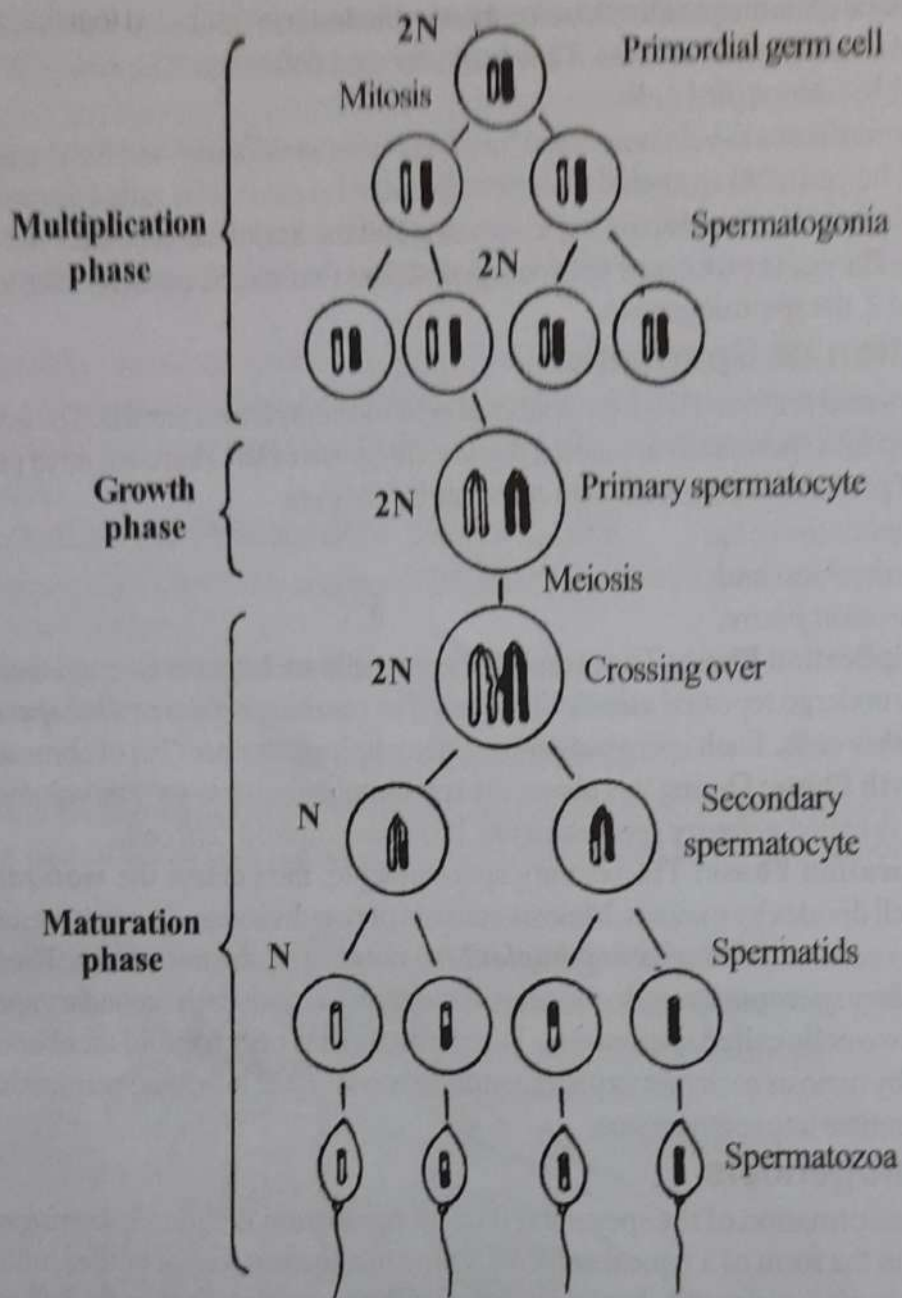 2N
Primordial germ cell
Mitosis
Multiplication
phase
Spermatogonia
2N
Growth
phase
2N
Primary spermatocyte
Meiosis
2N
Crossing over
N
Secondary
spermatocyte
Maturation
phase
N
Spermatids
Spermatozoa